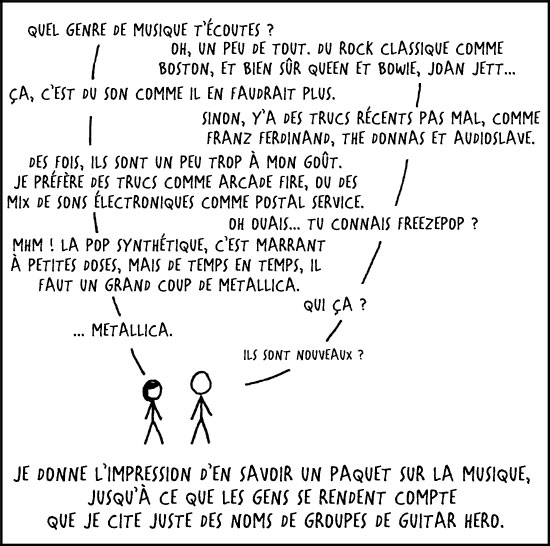 QUEL GENRE DE MUSIQUE T'ÉCOUTES ?
OH, UN PEU DE TOUT. DU ROCK CLASSIQUE COMME
BOSTON, ET BIEN SÛR QUEEN ET BOWIE, JOAN JETT...
ÇA, C'EST DU SON COMME IL EN FAUDRAIT PLUS.
SINON, Y'A DES TRUCS RÉCENTS PAS MAL, COMME
FRANZ FERDINAND, THE DONNAS ET AUDIOSLAVE.
DES FOIS, ILS SONT UN PEU TROP À MON GOÛT.
JE PRÉFÈRE DES TRUCS COMME ARCADE FIRE, OU DES
MIX DE SONS ÉLECTRONIQUES COMME POSTAL SERVICE.
OH OUAIS... TU CONNAIS FREEZEPOP ?
MHM ! LA POP SYNTHÉTIQUE, C'EST MARRANT
À PETITES DOSES, MAIS DE TEMPS EN TEMPS, IL
FAUT UN GRAND COUP DE METALLICA.
QUI ÇA ?
... METALLICA.
ILS SONT NOUVEAUX ?
JE DONNE L'IMPRESSION D'EN SAVOIR UN PAQUET SUR LA MUSIQUE,
JUSQU'À CE QUE LES GENS SE RENDENT COMPTE
QUE JE CITE JUSTE DES NOMS DE GROUPES DE GUITAR HERO.